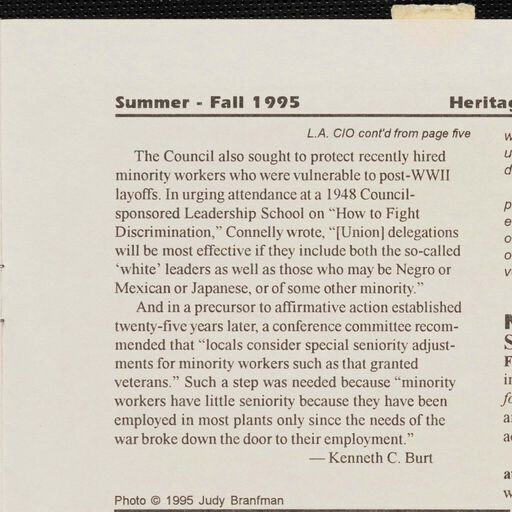 Summer - Fall 1995
L.A. CIO cont'd from page five
The Council also sought to protect recently hired
minority workers who were vulnerable to post-WWII
layoffs. In urging attendance at a 1948 Council-
sponsored Leadership School on “How to Fight
Discrimination,” Connelly wrote, “[Union] delegations
will be most effective if they include both the so-called
‘white’ leaders as well as those who may be Negro or
Mexican or Japanese, or of some other minority.”
And in a precursor to affirmative action established
twenty-five years later, a conference committee recom-
mended that “locals consider special seniority adjust-
ments for minority workers such as that granted
veterans.” Such a step was needed because “minority
workers have little seniority because they have been
employed in most plants only since the needs of the
war broke down the door to their employment.”
— Kenneth C. Burt
Photo © 1995 Judy Branfman